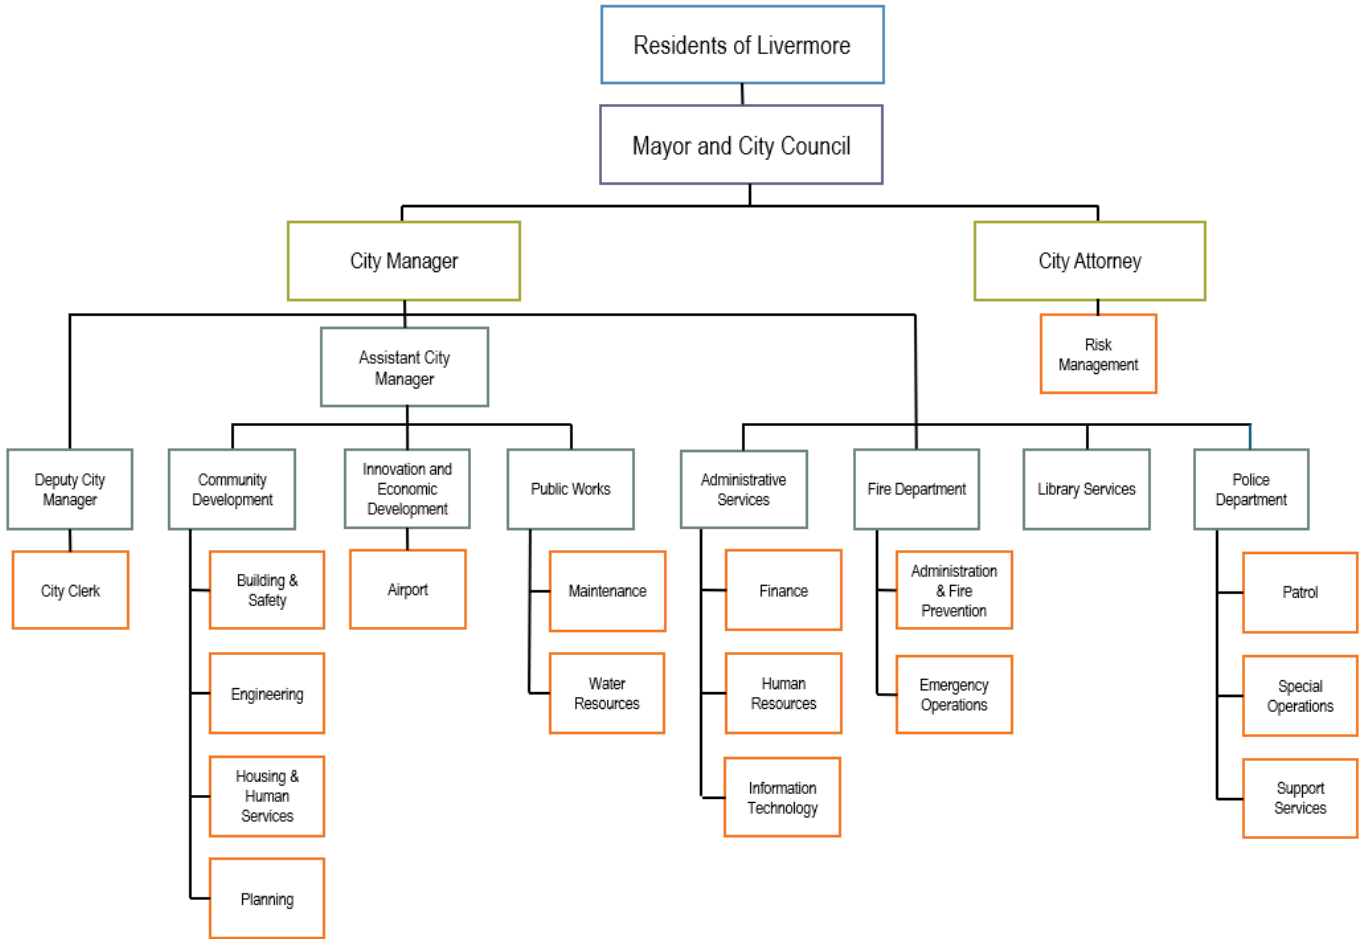 Residents of Livermore
Mayor and City Council
City Manager
City Attorney
Assistant City
Manager
Risk
Management
Deputy City
Manager
Community
Development
Innovation and
Economic
Development
Public Works
Administrative
Services
Fire Department
Library Services
Police
Department
City Clerk
Building &
Safety
Airport
Maintenance
Finance
Administration
& Fire
Prevention
Patrol
Engineering
Water
Resources
Human
Resources
Emergency
Operations
Special
Operations
Housing &
Human
Services
Information
Technology
Support
Services
Planning